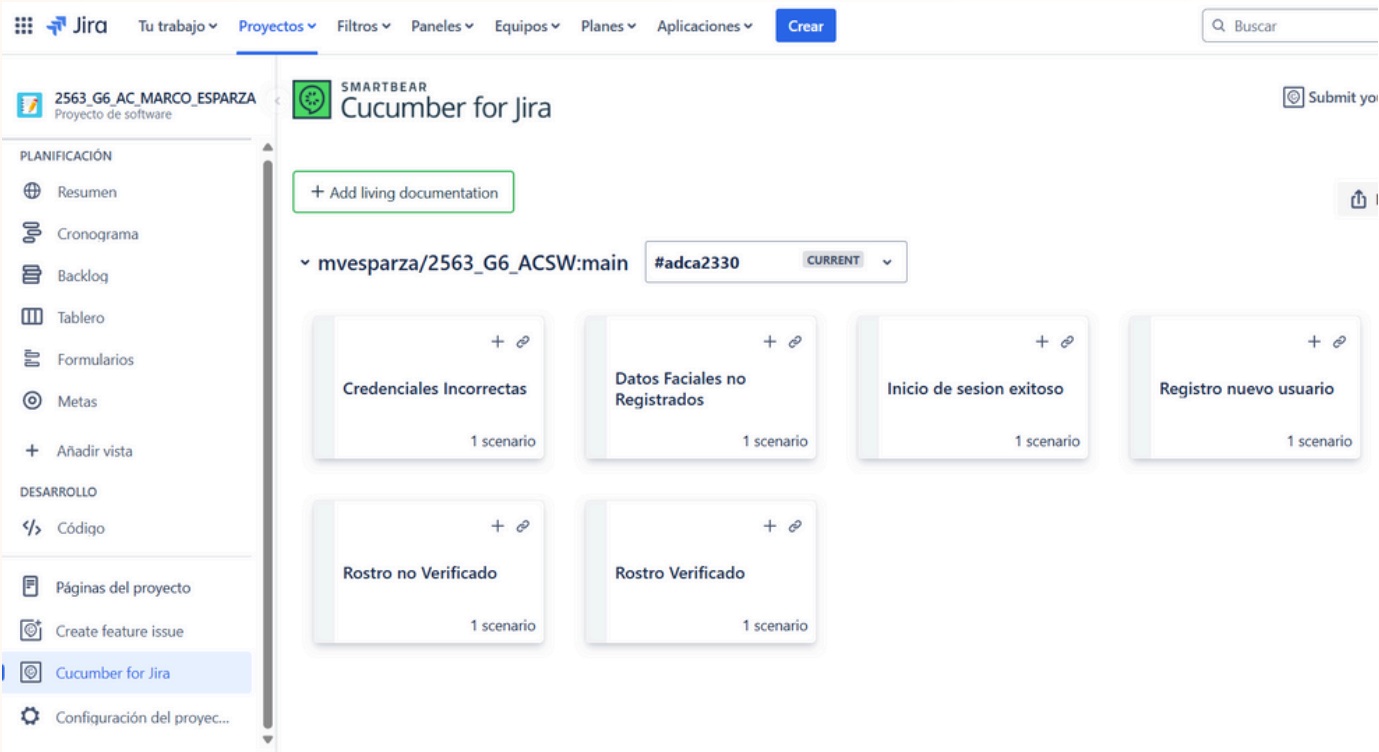 Jira Tu trabajo Proyectos Filtros Paneles Equipos Planes Aplicaciones Crear Buscar
2563_G6_AC_MARCO_ESPARZA
Proyecto de software
PLANIFICACIÓN
Resumen
Cronograma
Backlog
Tablero
Formularios
Metas
Añadir vista
DESARROLLO
Código
Páginas del proyecto
Create feature issue
Cucumber for Jira
Configuración del proyec...
SMARTBEAR
Cucumber for Jira
Submit you
+ Add living documentation
mvesparza/2563_G6_ACSW:main #adca2330 CURRENT
Credenciales Incorrectas
1 scenario
Datos Faciales no
Registrados
1 scenario
Inicio de sesion exitoso
1 scenario
Registro nuevo usuario
1 scenario
Rostro no Verificado
1 scenario
Rostro Verificado
1 scenario